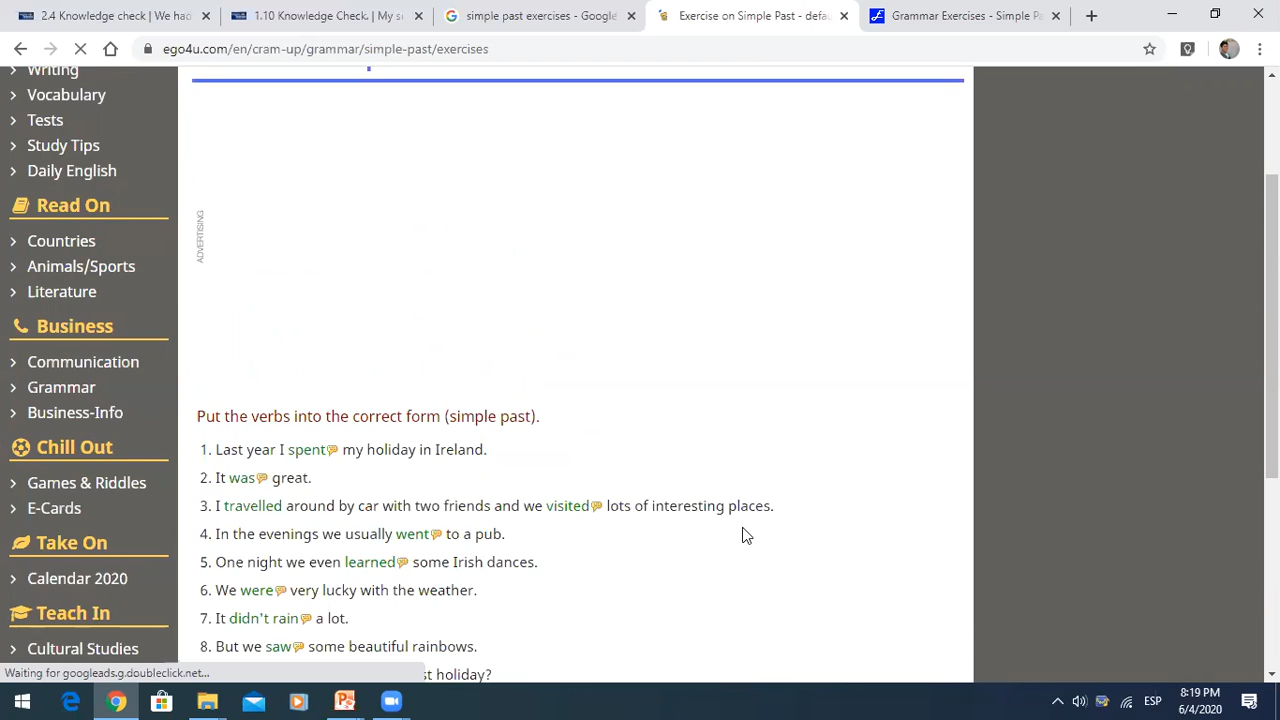 2.4 Knowledge check | Welco
1.10 Knowledge Check. | My s
simple past exercises - Google
Exercise on Simple Past - defau
Grammar Exercises - Simple Pa
ego4u.com/en/cram-up/grammar/simple-past/exercises
Writing
Vocabulary
Tests
Study Tips
Daily English
Read On
Countries
Animals/Sports
Literature
Business
Communication
Grammar
Business-Info
Chill Out
Games & Riddles
E-Cards
Take On
Calendar 2020
Teach In
Cultural Studies
ADVERTISING
Put the verbs into the correct form (simple past).
1. Last year I spent my holiday in Ireland.
2. It was great.
3. I travelled around by car with two friends and we visited lots of interesting places.
4. In the evenings we usually went to a pub.
5. One night we even learned some Irish dances.
6. We were very lucky with the weather.
7. It didn't rain a lot.
8. But we saw some beautiful rainbows.
st holiday?
Waiting for googleads.g.doubleclick.net...
ESP
8:19 PM
6/4/2020